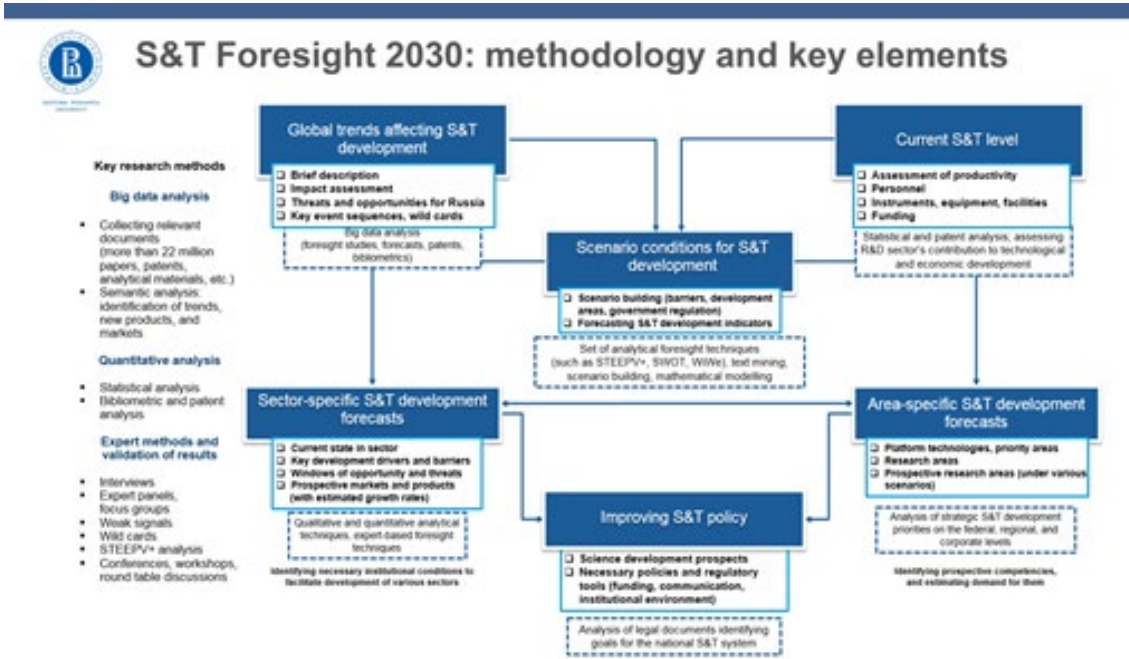 S&T Foresight 2030: methodology and key elements
NATIONAL RESEARCH
UNIVERSITY
Key research methods
Big data analysis
▪ Collecting relevant
documents
(more than 22 million
papers, patents,
analytical materials, etc.)
▪ Semantic analysis:
identification of trends,
new products, and
markets
Quantitative analysis
▪ Statistical analysis
▪ Bibliometric and patent
analysis
Expert methods and
validation of results
▪ Interviews
▪ Expert panels,
focus groups
▪ Weak signals
▪ Wild cards
▪ STEEPV+ analysis
▪ Conferences, workshops,
round table discussions
Global trends affecting S&T
development
❑ Brief description
❑ Impact assessment
❑ Threats and opportunities for Russia
❑ Key event sequences, wild cards
Big data analysis
(foresight studies, forecasts, patents,
bibliometrics)
Current S&T level
❑ Assessment of productivity
❑ Personnel
❑ Instruments, equipment, facilities
❑ Funding
Statistical and patent analysis, assessing
R&D sector's contribution to technological
and economic development
Scenario conditions for S&T
development
❑ Scenario building (barriers, development
areas, government regulation)
❑ Forecasting S&T development indicators
Set of analytical foresight techniques
(such as STEEPV+, SWOT, WiWe), text mining,
scenario building, mathematical modelling
Sector-specific S&T development
forecasts
❑ Current state in sector
❑ Key development drivers and barriers
❑ Windows of opportunity and threats
❑ Prospective markets and products
(with estimated growth rates)
Qualitative and quantitative analytical
techniques, expert-based foresight
techniques
Identifying necessary institutional conditions to
facilitate development of various sectors
Area-specific S&T development
forecasts
❑ Platform technologies, priority areas
❑ Research areas
❑ Prospective research areas (under various
scenarios)
Analysis of strategic S&T development
priorities on the federal, regional, and
corporate levels
Identifying prospective competencies,
and estimating demand for them
Improving S&T policy
❑ Science development prospects
❑ Necessary policies and regulatory
tools (funding, communication,
institutional environment)
Analysis of legal documents identifying
goals for the national S&T system